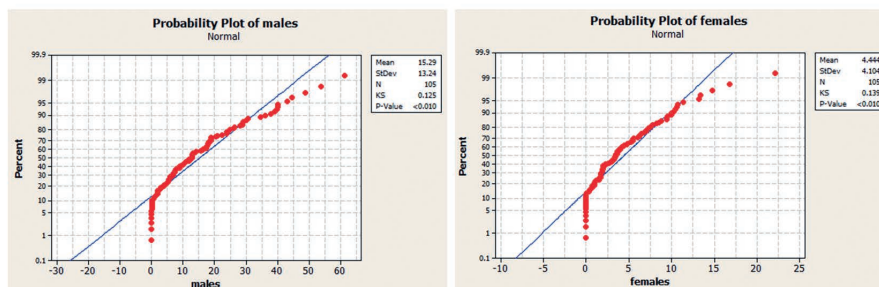 Probability Plot of males
Normal
99.9
99
95
90
80
70
60
50
40
30
20
10
5
1
0.1
Percent
-30 -20 -10 0 10 20 30 40 50 60
males
Mean 15.29
StDev 13.24
N 105
KS 0.125
P-Value <0.010
Probability Plot of females
Normal
99.9
99
95
90
80
70
60
50
40
30
20
10
5
1
0.1
Percent
-10 -5 0 5 10 15 20 25
females
Mean 4.444
StDev 4.104
N 105
KS 0.139
P-Value <0.010